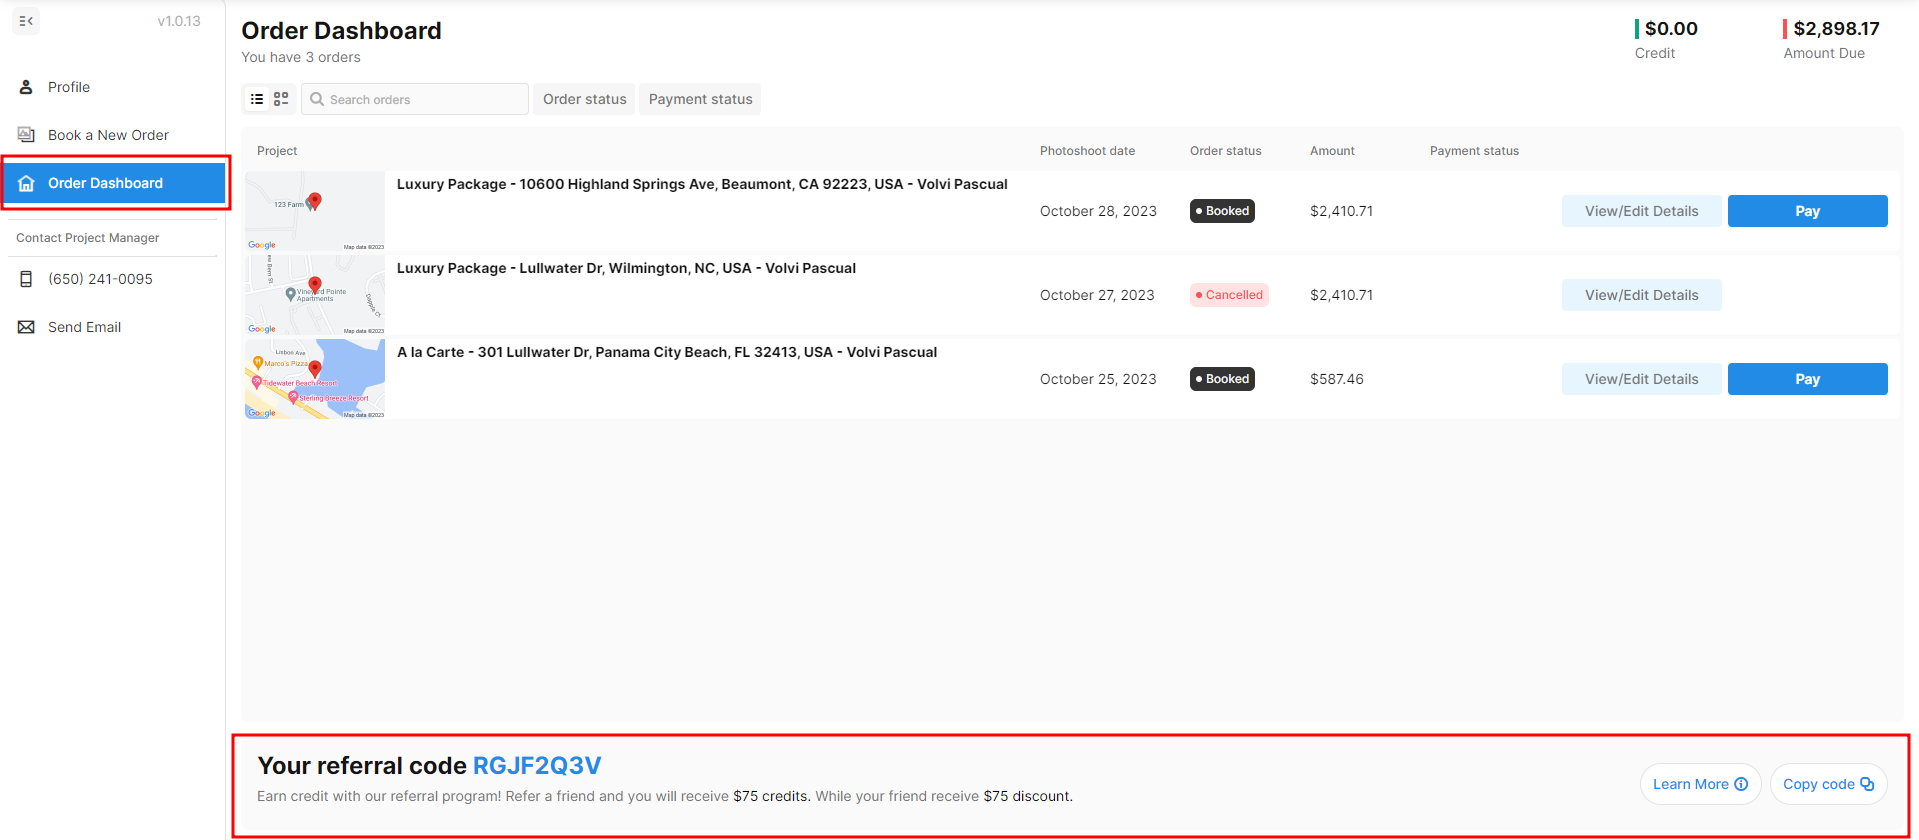 v1.0.13
Profile
Book a New Order
Order Dashboard
Contact Project Manager
(650) 241-0095
Send Email
Order Dashboard
You have 3 orders
$0.00
Credit
$2,898.17
Amount Due
Search orders
Order status
Payment status
Project Photoshoot date Order status Amount Payment status
123 Farm
Google
Map data ©2023
Luxury Package - 10600 Highland Springs Ave, Beaumont, CA 92223, USA - Volvi Pascual
October 28, 2023 Booked $2,410.71 View/Edit Details Pay
Vineyard Pointe
Apartments
Dapple Ct
Google
Map data ©2023
Luxury Package - Lullwater Dr, Wilmington, NC, USA - Volvi Pascual
October 27, 2023 Cancelled $2,410.71 View/Edit Details
Lisbon Ave
Marco's Pizza
Tidewater Beach Resort
Sterling Breeze Resort
Google
Map data ©2023
A la Carte - 301 Lullwater Dr, Panama City Beach, FL 32413, USA - Volvi Pascual
October 25, 2023 Booked $587.46 View/Edit Details Pay
Your referral code RGJF2Q3V
Earn credit with our referral program! Refer a friend and you will receive $75 credits. While your friend receive $75 discount.
Learn More
Copy code